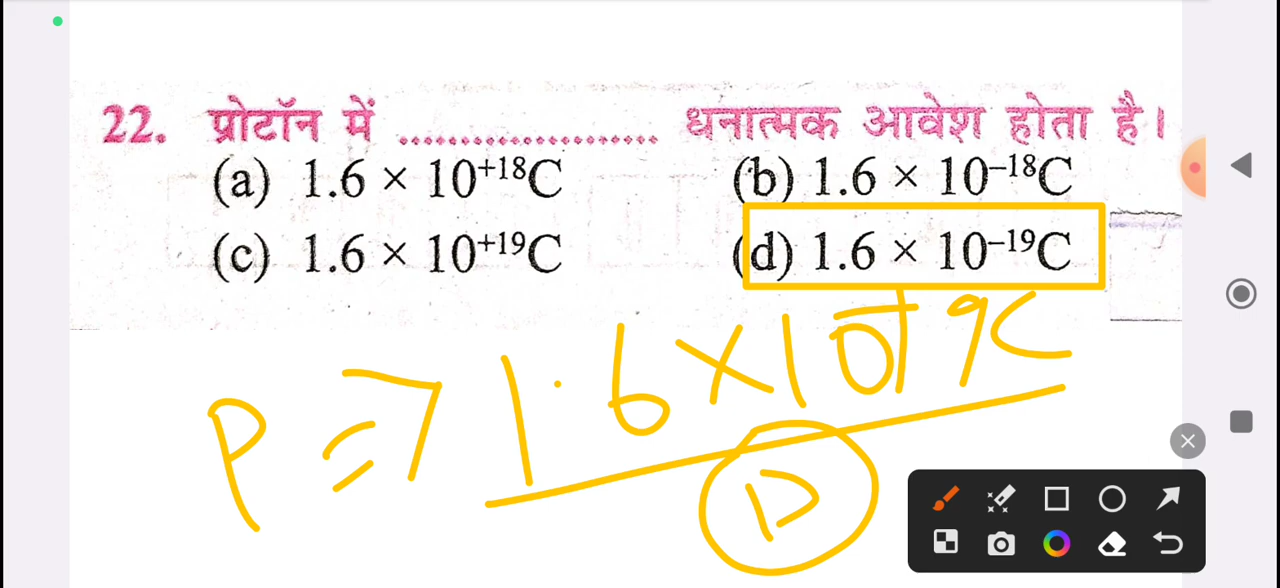 22. प्रोटॉन में ..................... धनात्मक आवेश होता है।
(a) 1.6 × 10⁺¹⁸C (b) 1.6 × 10⁻¹⁸C
(c) 1.6 × 10⁺¹⁹C (d) 1.6 × 10⁻¹⁹C
P => 1.6×10⁻¹⁹C
D